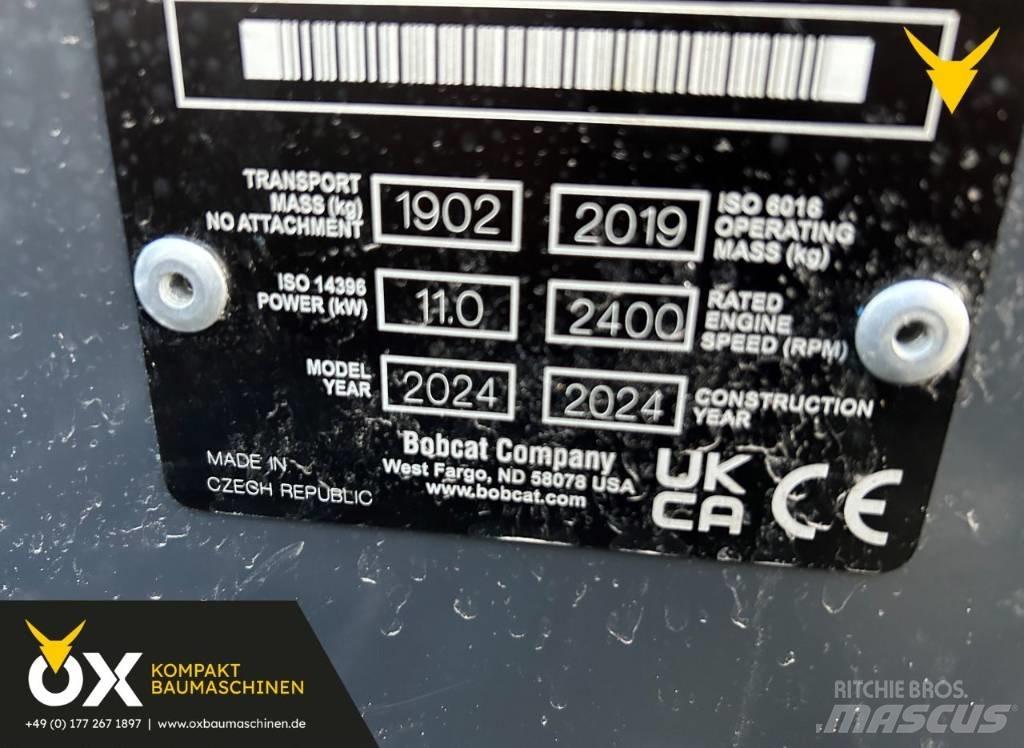 TRANSPORT
MASS (kg)
NO ATTACHMENT
1902
2019
ISO 6016
OPERATING
MASS (kg)
ISO 14396
POWER (kW)
11.0
2400
RATED
ENGINE
SPEED (RPM)
MODEL
YEAR
2024
2024
CONSTRUCTION
YEAR
MADE IN
CZECH REPUBLIC
Bobcat Company
West Fargo, ND 58078 USA
www.bobcat.com
UK
CA
CE
OX
KOMPAKT
BAUMASCHINEN
+49 (0) 177 267 1897 | www.oxbaumaschinen.de
RITCHIE BROS.
MASCUS